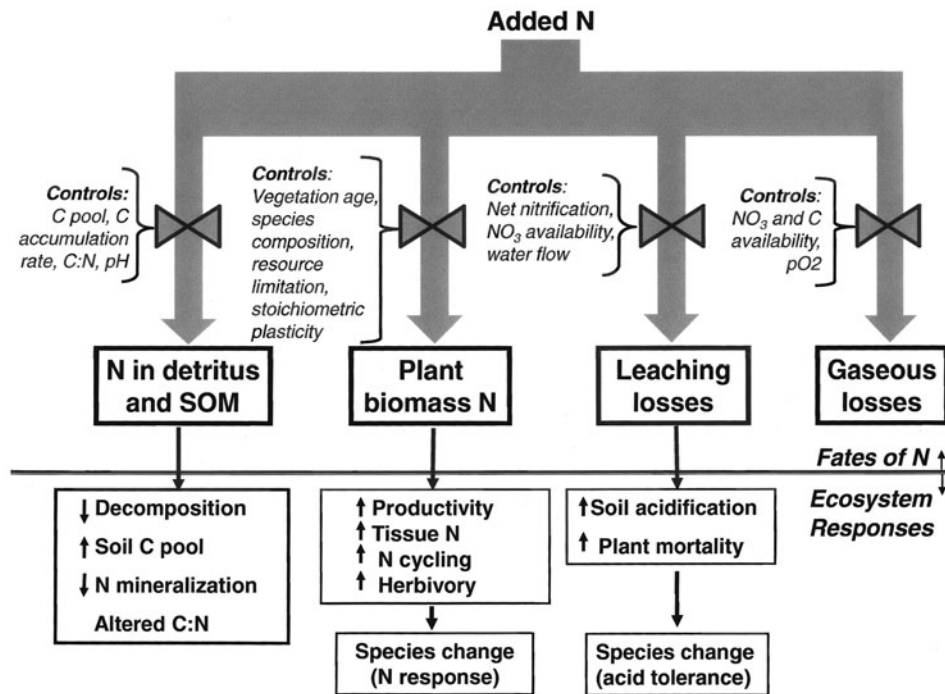 Added N
Controls:
C pool, C
accumulation
rate, C:N, pH
Controls:
Vegetation age,
species
composition,
resource
limitation,
stoichiometric
plasticity
Controls:
Net nitrification,
NO3 availability,
water flow
Controls:
NO3 and C
availability,
pO2
N in detritus
and SOM
Plant
biomass N
Leaching
losses
Gaseous
losses
Fates of N ↑
Ecosystem ↓
Responses
↓ Decomposition
↑ Soil C pool
↓ N mineralization
Altered C:N
↑ Productivity
↑ Tissue N
↑ N cycling
↑ Herbivory
↑ Soil acidification
↑ Plant mortality
Species change
(N response)
Species change
(acid tolerance)